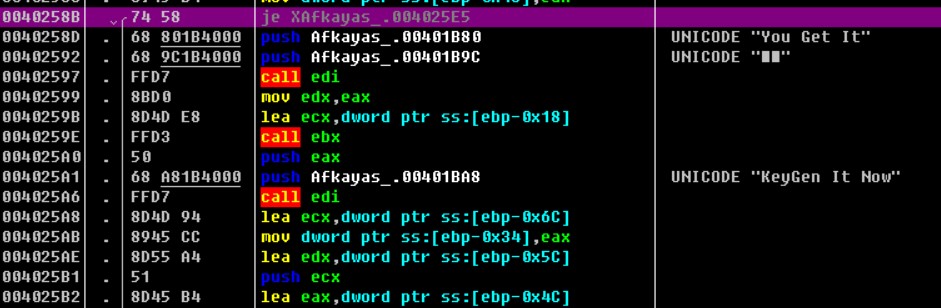 0040258B . 74 58 je XAfkayas_.004025E5
0040258D . 68 801B4000 push Afkayas_.00401B80 UNICODE "You Get It"
00402592 . 68 9C1B4000 push Afkayas_.00401B9C UNICODE "▮▮"
00402597 . FFD7 call edi
00402599 . 8BD0 mov edx,eax
0040259B . 8D4D E8 lea ecx,dword ptr ss:[ebp-0x18]
0040259E . FFD3 call ebx
004025A0 . 50 push eax
004025A1 . 68 A81B4000 push Afkayas_.00401BA8 UNICODE "KeyGen It Now"
004025A6 . FFD7 call edi
004025A8 . 8D4D 94 lea ecx,dword ptr ss:[ebp-0x6C]
004025AB . 8945 CC mov dword ptr ss:[ebp-0x34],eax
004025AE . 8D55 A4 lea edx,dword ptr ss:[ebp-0x5C]
004025B1 . 51 push ecx
004025B2 . 8D45 B4 lea eax,dword ptr ss:[ebp-0x4C]